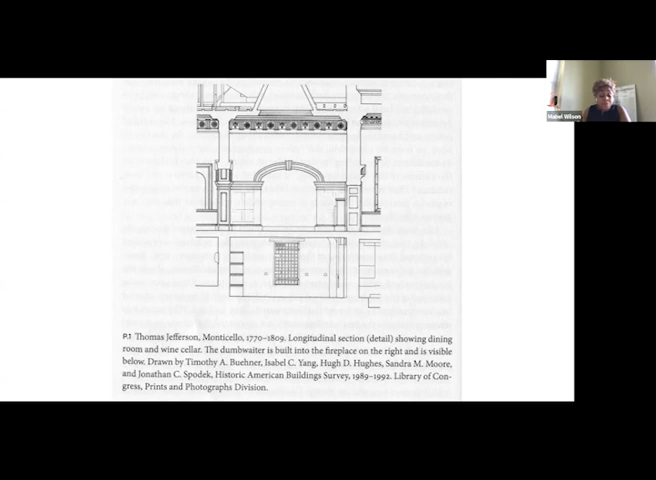 Mabel Wilson
P.1 Thomas Jefferson, Monticello, 1770–1809. Longitudinal section (detail) showing dining
room and wine cellar. The dumbwaiter is built into the fireplace on the right and is visible
below. Drawn by Timothy A. Buehner, Isabel C. Yang, Hugh D. Hughes, Sandra M. Moore,
and Jonathan C. Spodek, Historic American Buildings Survey, 1989–1992. Library of Con-
gress, Prints and Photographs Division.